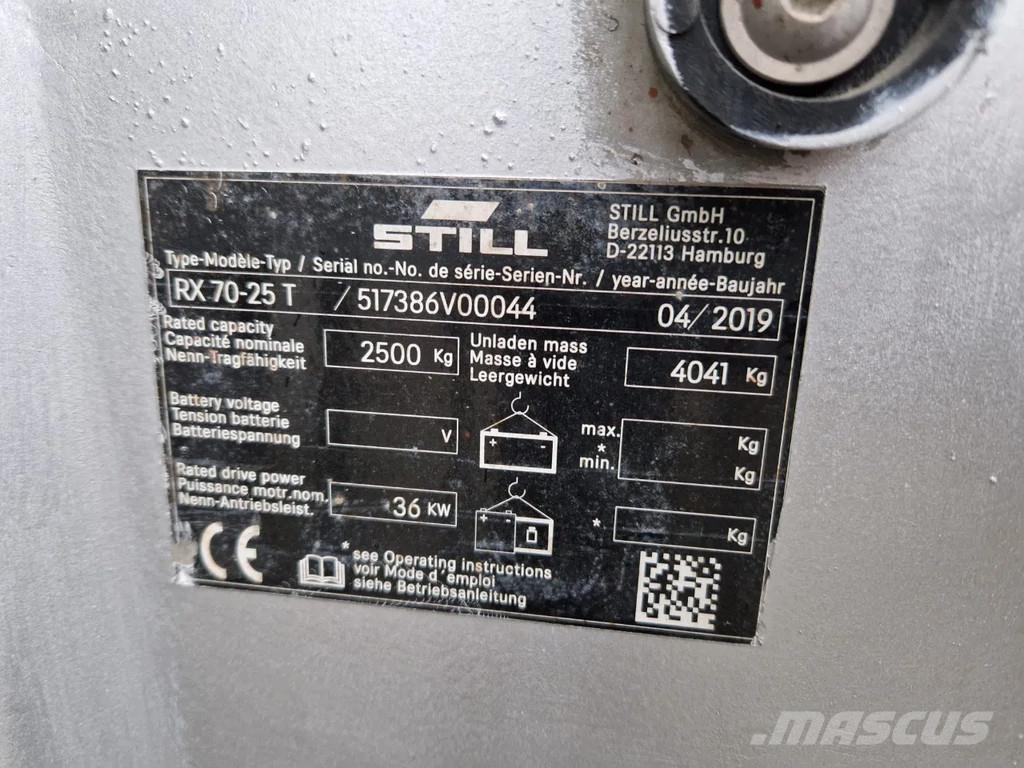 STILL
STILL GmbH
Berzeliusstr.10
D-22113 Hamburg
Type-Modèle-Typ / Serial no.-No. de série-Serien-Nr. / year-année-Baujahr
RX 70-25 T / 517386V00044 04/2019
Rated capacity
Capacité nominale
Nenn-Tragfähigkeit
2500 Kg
Unladen mass
Masse à vide
Leergewicht
4041 Kg
Battery voltage
Tension batterie
Batteriespannung
V
+ -
max.
*
min.
Kg
Kg
Rated drive power
Puissance motr.nom.
Nenn-Antriebsleist.
36 KW
+
*
Kg
CE
* see Operating instructions
voir Mode d'emploi
siehe Betriebsanleitung
MASCUS